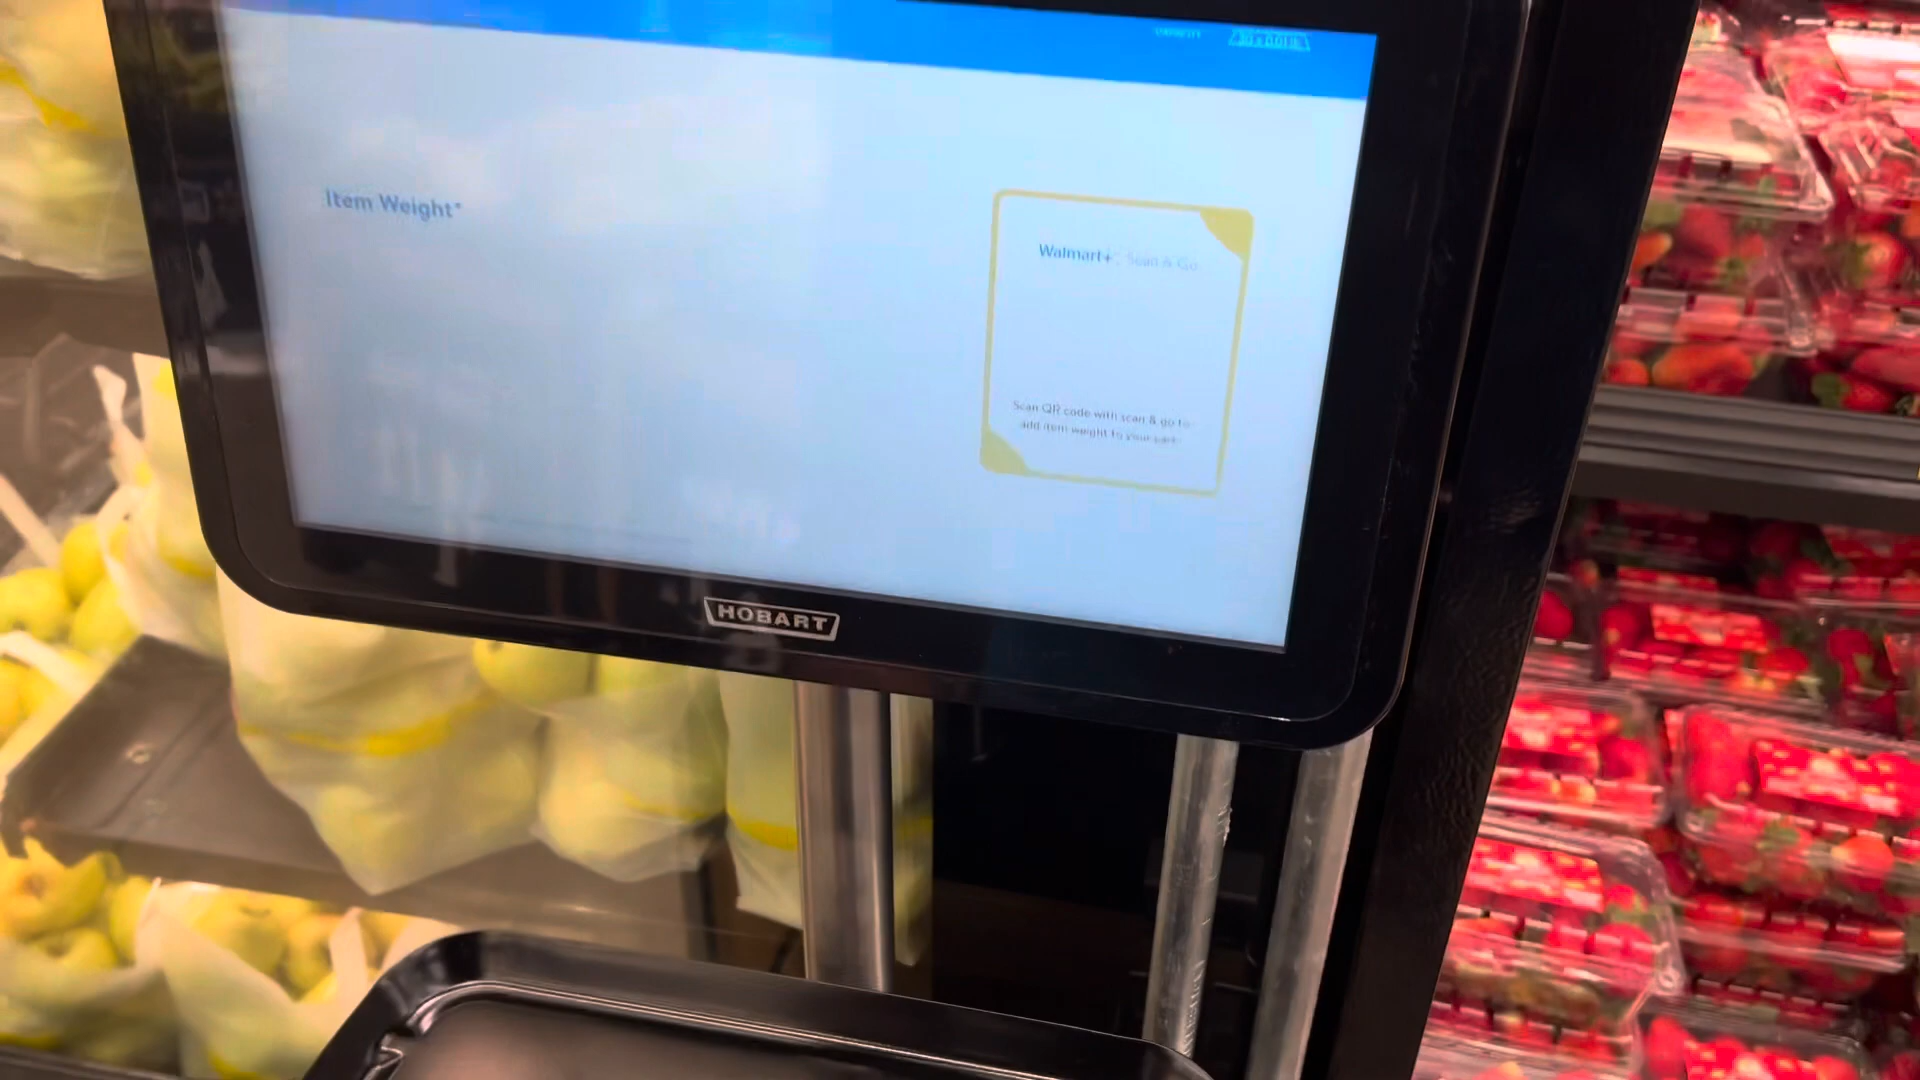 Item Weight*
Walmart+: Scan & Go
Scan QR code with scan & go to
add item weight to your cart
HOBART